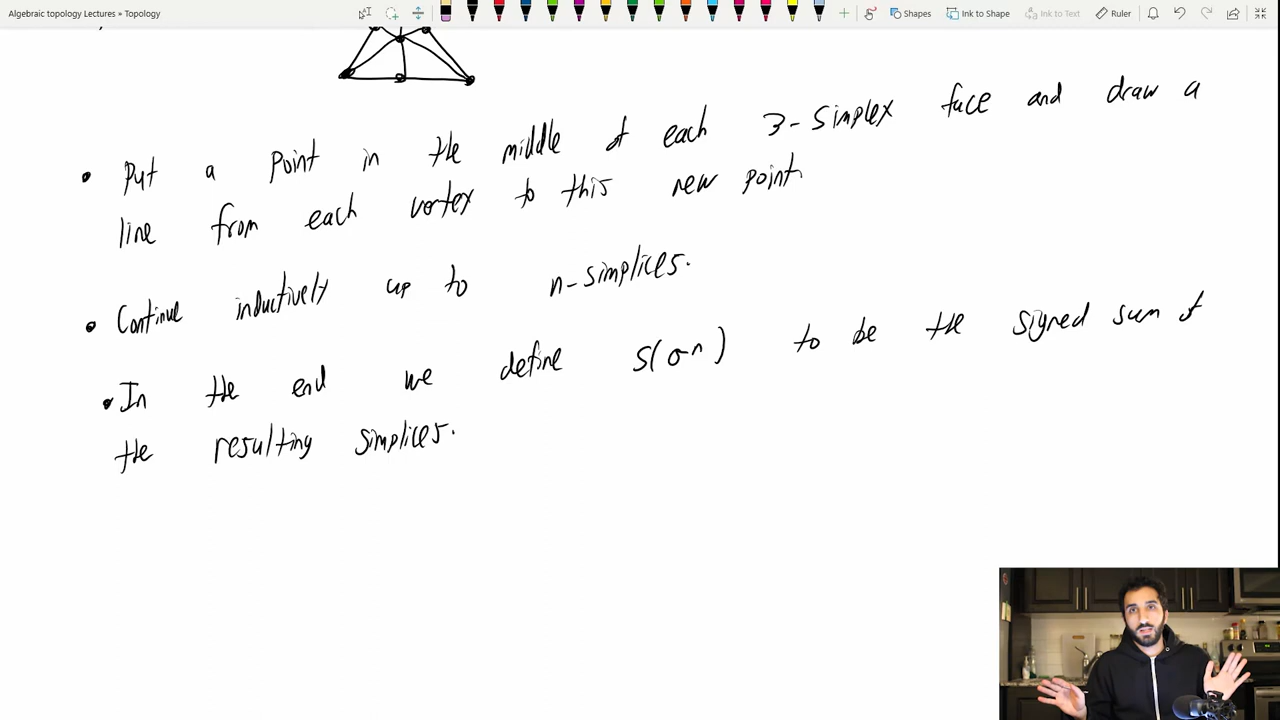 Algebraic topology Lectures » Topology
Shapes
Ink to Shape
Ink to Text
Ruler
• Put a point in the middle of each 3-simplex face and draw a
line from each vertex to this new point.
• Continue inductively up to n-simplices.
• In the end we define S(σn) to be the signed sum of
the resulting simplices.